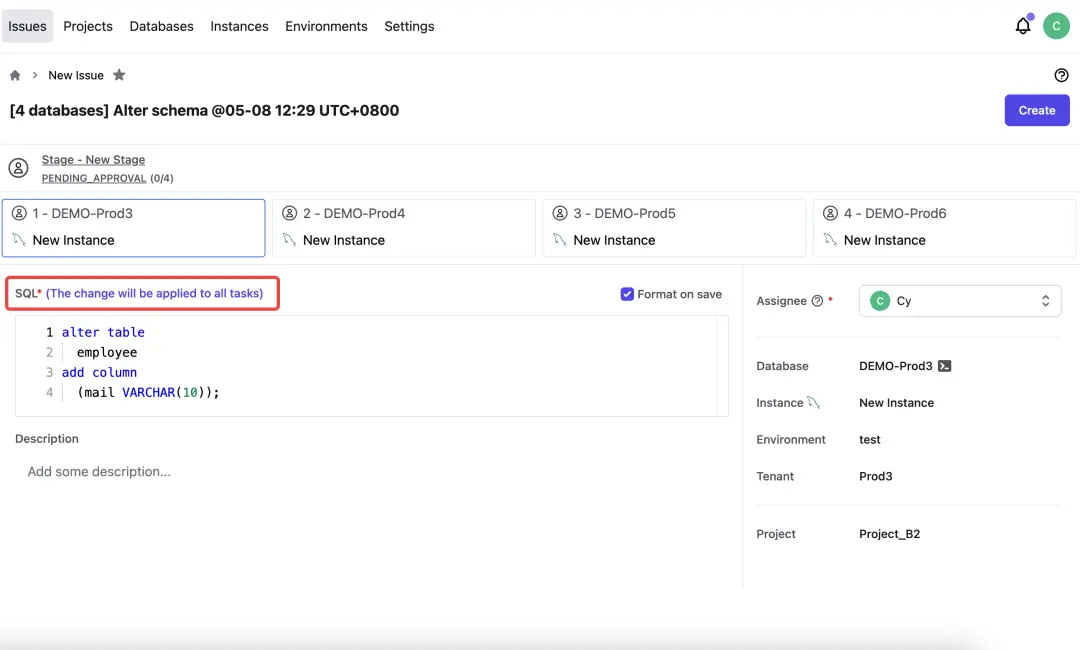 Issues Projects Databases Instances Environments Settings
C
New Issue
[4 databases] Alter schema @05-08 12:29 UTC+0800
Create
Stage - New Stage
PENDING_APPROVAL (0/4)
1 - DEMO-Prod3
New Instance
2 - DEMO-Prod4
New Instance
3 - DEMO-Prod5
New Instance
4 - DEMO-Prod6
New Instance
SQL* (The change will be applied to all tasks)
Format on save
1 alter table
2 employee
3 add column
4 (mail VARCHAR(10));
Description
Add some description...
Assignee * C Cy
Database DEMO-Prod3
Instance New Instance
Environment test
Tenant Prod3
Project Project_B2